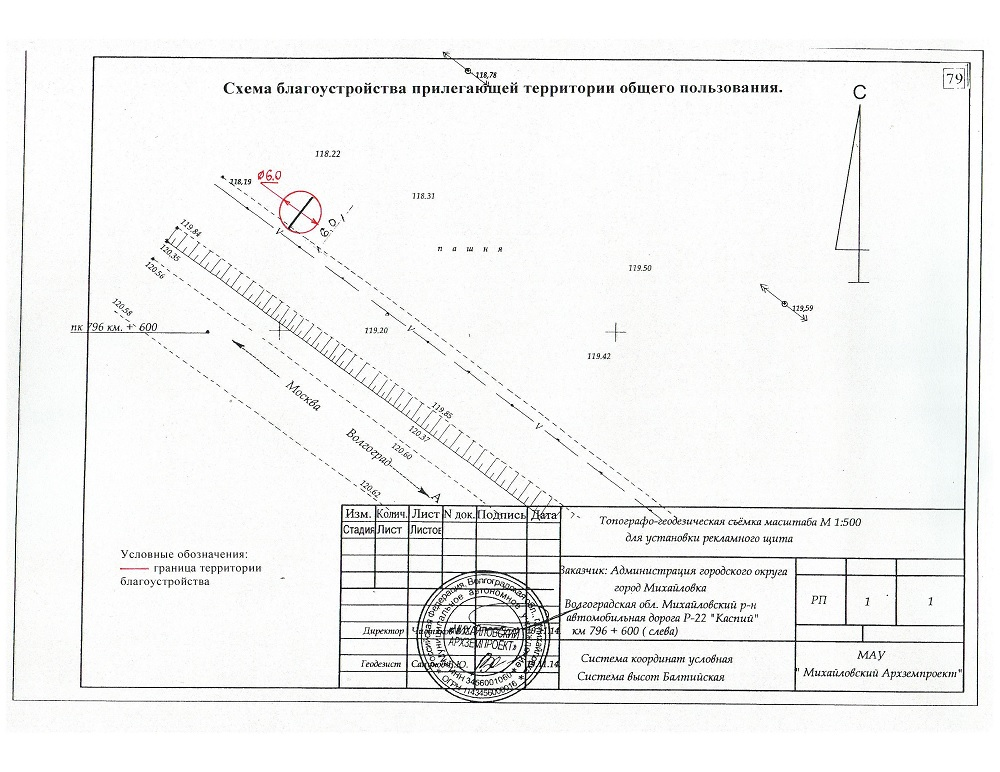 118,78
79
Схема благоустройства прилегающей территории общего пользования.
С
118.22
Ø6.0
118,19
118.31
119.84
V
пашня
120.35
120.56
119.50
120.58
119,59
пк 796 км. + 600
119.20
V
119.42
Москва
119.85
120.37
V
Волгоград
120.60
120.62
А
Изм. Колич. Лист N док. Подпись Дата
Стадия Лист Листов
Топографо-геодезическая съёмка масштаба М 1:500
для установки рекламного щита
Условные обозначения:
граница территории
благоустройства
Заказчик: Администрация городского округа
город Михайловка
Волгоградская обл. Михайловский р-н
автомобильная дорога Р-22 "Каспий"
км 796 + 600 ( слева)
РП 1 1
Директор
Геодезист
«МИХАЙЛОВСКИЙ
АРХЗЕМПРОЕКТ»
ИНН 3456001060
Система координат условная
Система высот Балтийская
МАУ
" Михайловский Архземпроект"